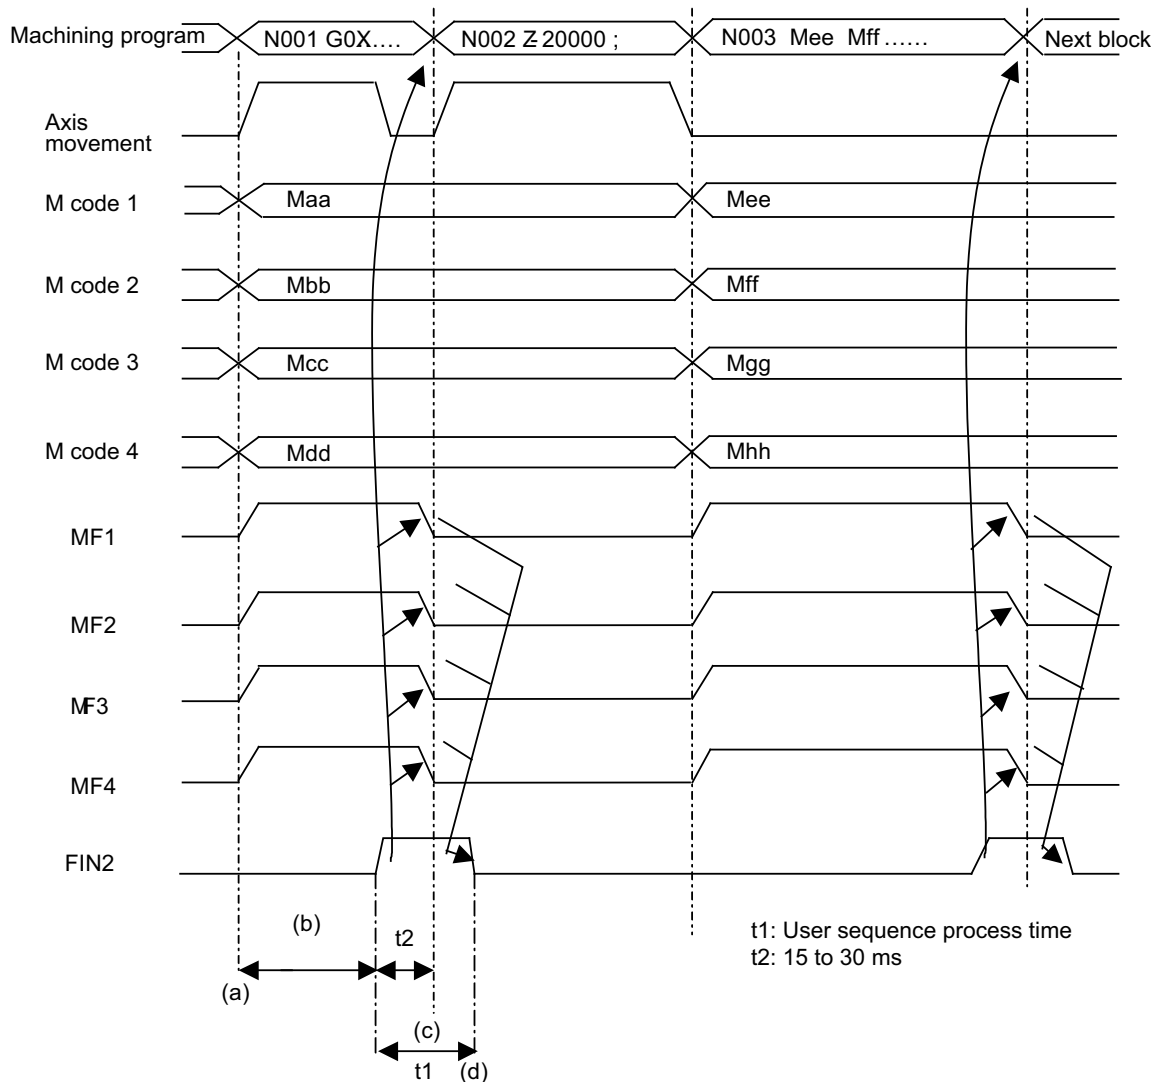 Machining program N001 G0X.... N002 Z 20000 ; N003 Mee Mff ...... Next block
Axis
movement
M code 1 Maa Mee
M code 2 Mbb Mff
M code 3 Mcc Mgg
M code 4 Mdd Mhh
MF1
MF2
MF3
MF4
FIN2
(b)
t2
(a)
(c)
t1 (d)
t1: User sequence process time
t2: 15 to 30 ms